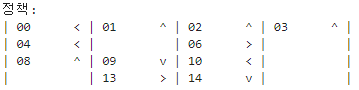 정책:
| 00 < | 01 ^ | 02 ^ | 03 ^ |
| 04 < | | 06 > | |
| 08 ^ | 09 v | 10 < | |
| | 13 > | 14 v | |